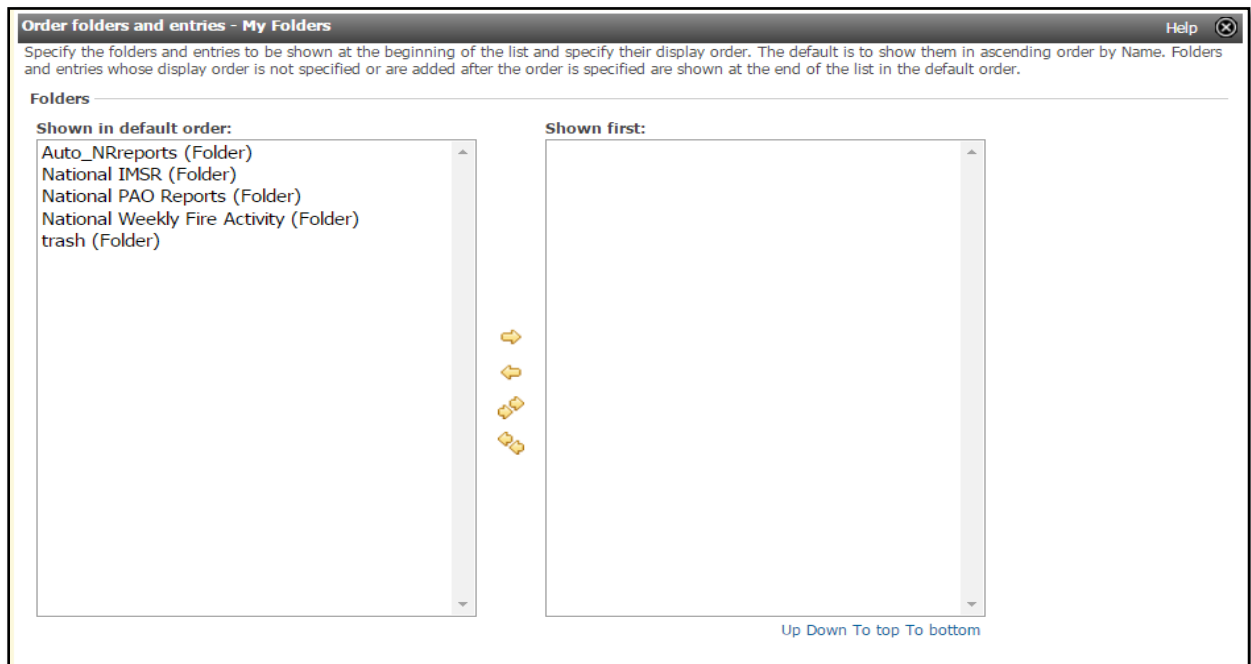 Order folders and entries - My Folders
Help
Specify the folders and entries to be shown at the beginning of the list and specify their display order. The default is to show them in ascending order by Name. Folders
and entries whose display order is not specified or are added after the order is specified are shown at the end of the list in the default order.
Folders
Shown in default order:
Auto_NRreports (Folder)
National IMSR (Folder)
National PAO Reports (Folder)
National Weekly Fire Activity (Folder)
trash (Folder)
Shown first:
Up Down To top To bottom